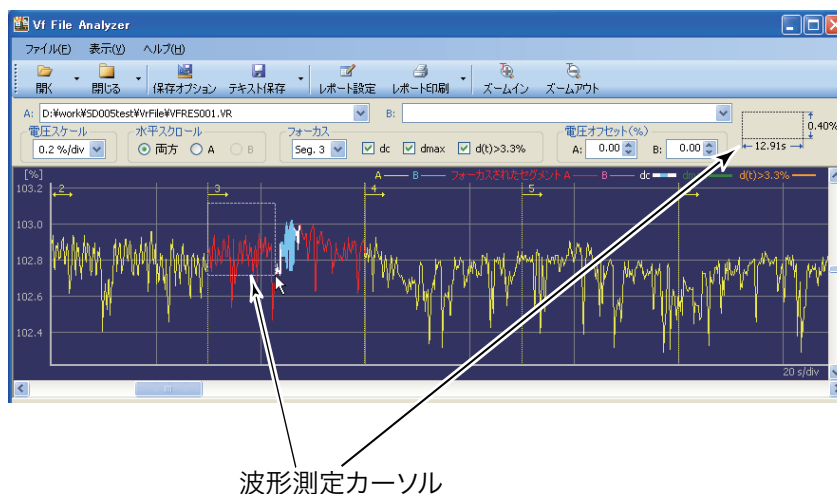 Vf File Analyzer
ファイル(F) 表示(V) ヘルプ(H)
開く 閉じる 保存オプション テキスト保存 レポート設定 レポート印刷 ズームイン ズームアウト
A: D:¥work¥SD005test¥VrFile¥VFRES001.VR B:
電圧スケール 水平スクロール フォーカス 電圧オフセット(%)
0.2 %/div 両方 A B Seg. 3 dc dmax d(t)>3.3% A: 0.00 B: 0.00
0.40%
12.91s
[%] A B フォーカスされたセグメント A B dc d(t)>3.3%
103.2 2 3 4 5
103.0
102.8
102.6
102.4
20 s/div
波形測定カーソル